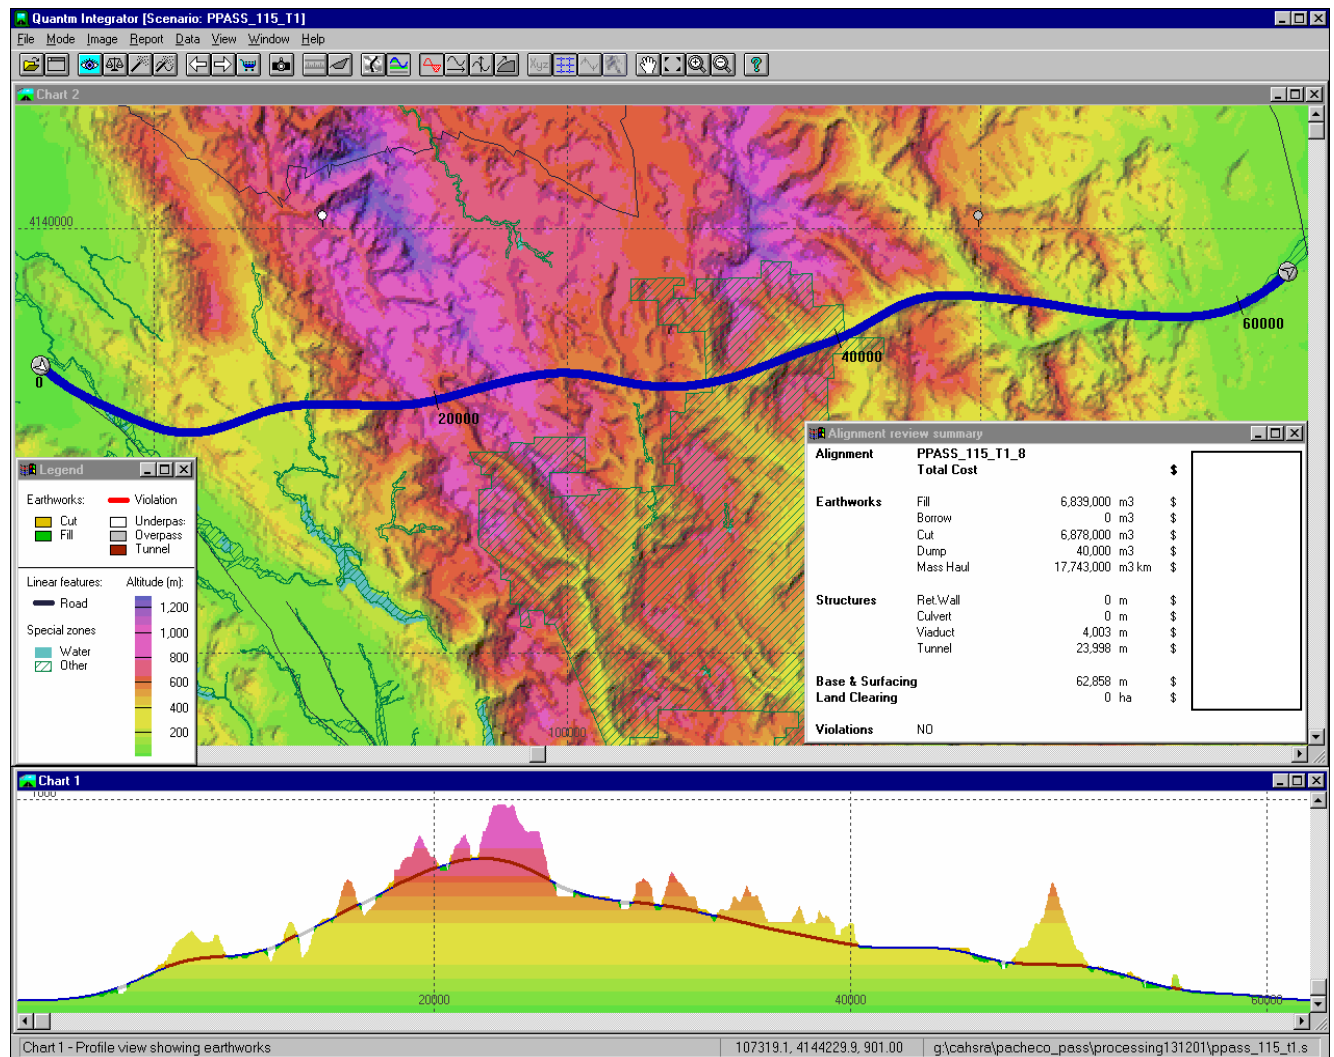 Quantm Integrator [Scenario: PPASS_115_T1]
File Mode Image Report Data View Window Help
Xyz
?
Chart 2
4140000
0
20000
40000
60000
100000
Legend
Earthworks:
Violation
Cut
Underpas:
Fill
Overpass
Tunnel
Linear features:
Altitude (m):
Road
1,200
Special zones
1,000
Water
800
Other
600
400
200
Alignment review summary
Alignment PPASS_115_T1_8
Total Cost $
Earthworks Fill 6,839,000 m3 $
Borrow 0 m3 $
Cut 6,878,000 m3 $
Dump 40,000 m3 $
Mass Haul 17,743,000 m3 km $
Structures Ret.Wall 0 m $
Culvert 0 m $
Viaduct 4,003 m $
Tunnel 23,998 m $
Base & Surfacing 62,858 m $
Land Clearing 0 ha $
Violations NO
Chart 1
1000
20000
40000
60000
Chart 1 - Profile view showing earthworks
107319.1, 4144229.9, 901.00
g:\cahsra\pacheco_pass\processing131201\ppass_115_t1.s